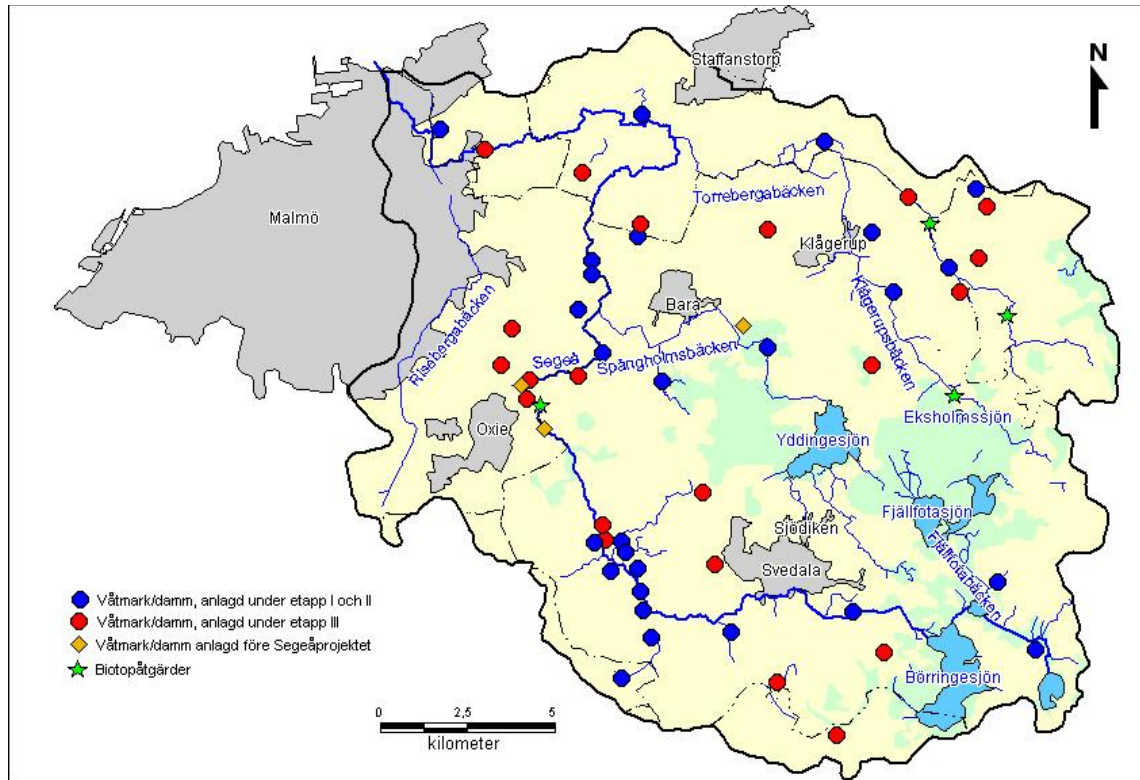 Staffanstorp
N
Malmö
Torrebergabäcken
Klågerup
Klågerupsbäcken
Bara
Risebergabäcken
Segeå
Spångholmsbäcken
Oxie
Eksholmssjön
Yddingesjön
Fjällfotasjön
Sjödiken
Fjällfotabäcken
Svedala
Börringesjön
Våtmark/damm, anlagd under etapp I och II
Våtmark/damm, anlagd under etapp III
Våtmark/damm anlagd före Segeåprojektet
Biotopåtgärder
0 2,5 5
kilometer